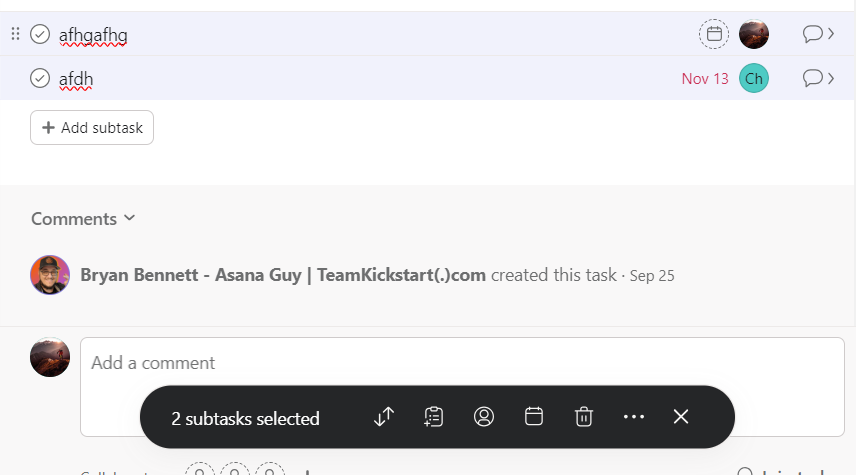 afhgafhg
afdh Nov 13 Ch
+ Add subtask
Comments
Bryan Bennett - Asana Guy | TeamKickstart(.)com created this task · Sep 25
Add a comment
2 subtasks selected